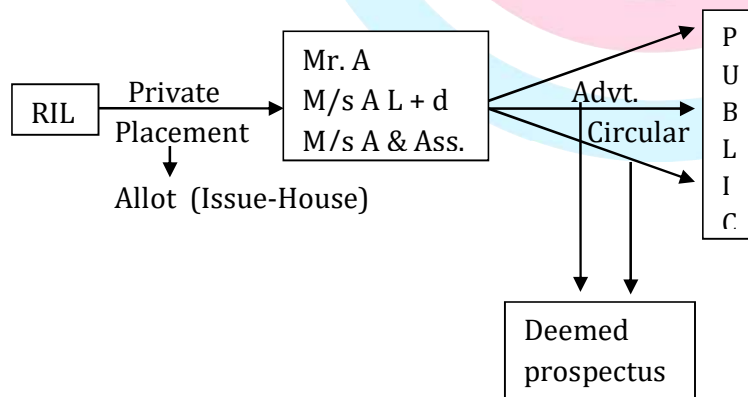 RIL
Private
Placement
Allot (Issue-House)
Mr. A
M/s A L + d
M/s A & Ass.
Advt.
Circular
P
U
B
L
I
C
Deemed
prospectus